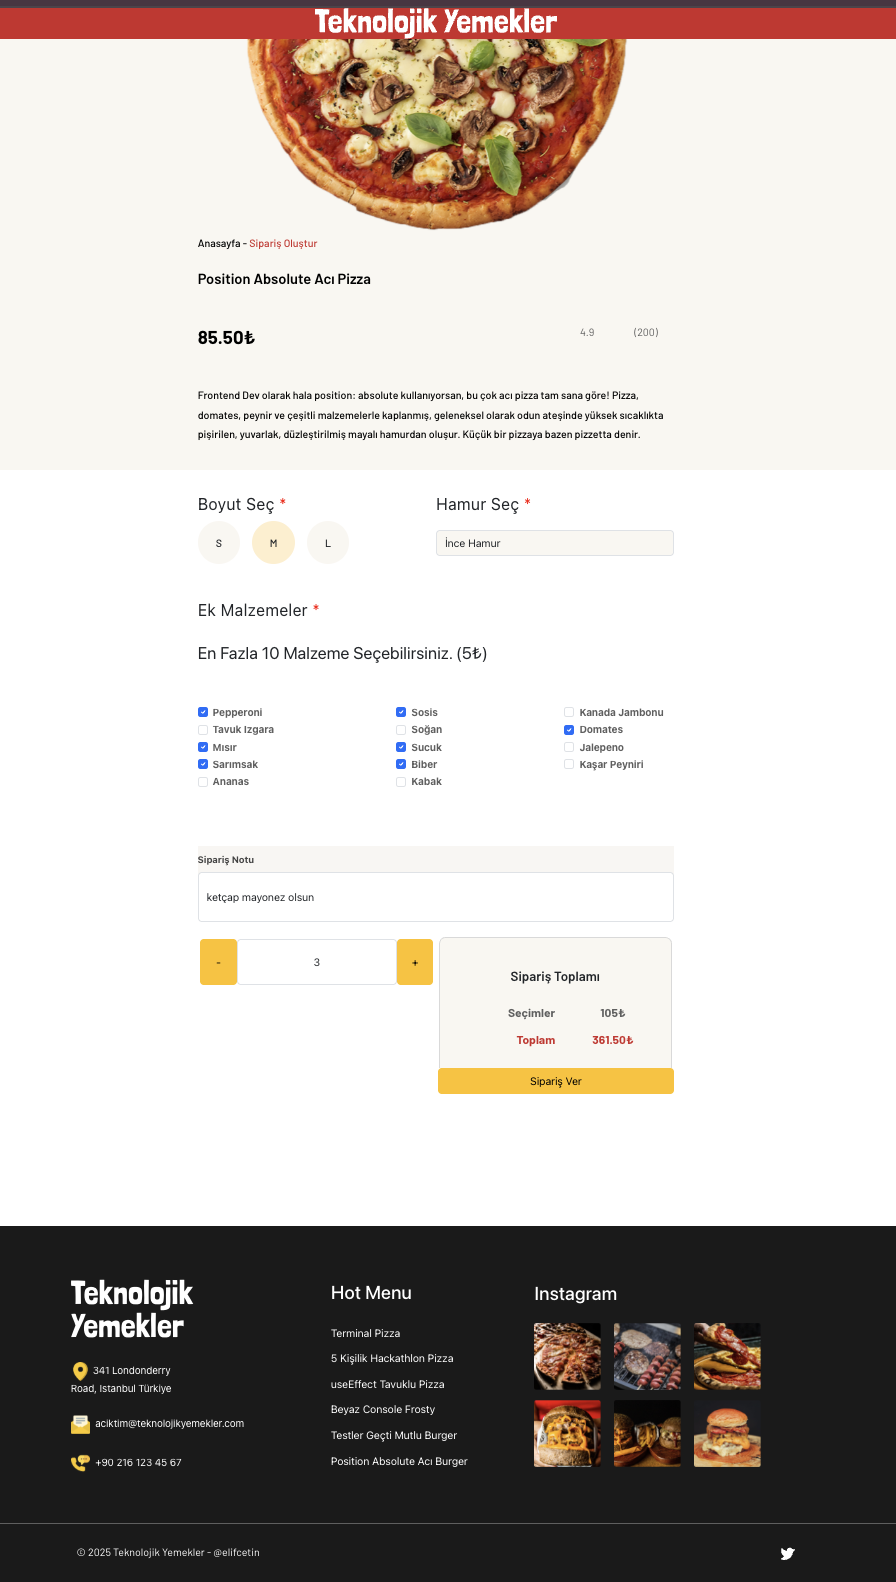 Teknolojik Yemekler
Anasayfa - Sipariş Oluştur
Position Absolute Acı Pizza
85.50₺
4.9 (200)
Frontend Dev olarak hala position: absolute kullanıyorsan, bu çok acı pizza tam sana göre! Pizza,
domates, peynir ve çeşitli malzemelerle kaplanmış, geleneksel olarak odun ateşinde yüksek sıcaklıkta
pişirilen, yuvarlak, düzleştirilmiş mayalı hamurdan oluşur. Küçük bir pizzaya bazen pizzetta denir.
Boyut Seç *
S M L
Hamur Seç *
İnce Hamur
Ek Malzemeler *
En Fazla 10 Malzeme Seçebilirsiniz. (5₺)
Pepperoni
Tavuk Izgara
Mısır
Sarımsak
Ananas
Sosis
Soğan
Sucuk
Biber
Kabak
Kanada Jambonu
Domates
Jalepeno
Kaşar Peyniri
Sipariş Notu
ketçap mayonez olsun
- 3 +
Sipariş Toplamı
Seçimler 105₺
Toplam 361.50₺
Sipariş Ver
Teknolojik
Yemekler
341 Londonderry
Road, Istanbul Türkiye
aciktim@teknolojikyemekler.com
+90 216 123 45 67
Hot Menu
Terminal Pizza
5 Kişilik Hackathlon Pizza
useEffect Tavuklu Pizza
Beyaz Console Frosty
Testler Geçti Mutlu Burger
Position Absolute Acı Burger
Instagram
© 2025 Teknolojik Yemekler - @elifcetin